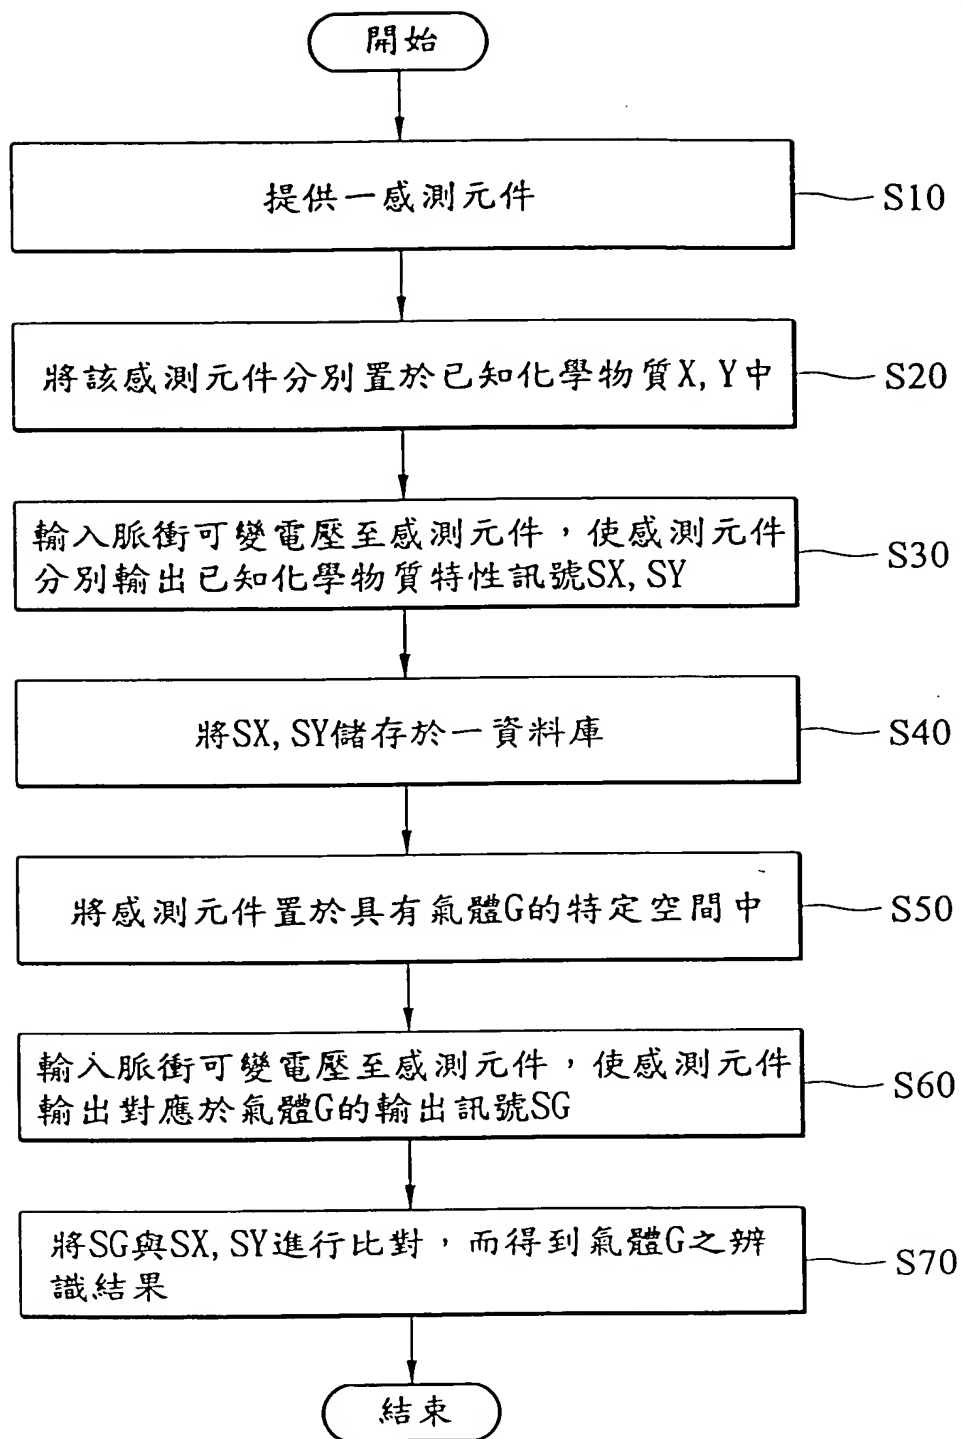 開始
提供一感測元件
S10
將該感測元件分別置於已知化學物質X,Y中
S20
輸入脈衝可變電壓至感測元件，使感測元件
分別輸出已知化學物質特性訊號SX,SY
S30
將SX,SY儲存於一資料庫
S40
將感測元件置於具有氣體G的特定空間中
S50
輸入脈衝可變電壓至感測元件，使感測元件
輸出對應於氣體G的輸出訊號SG
S60
將SG與SX,SY進行比對，而得到氣體G之辨
識結果
S70
結束